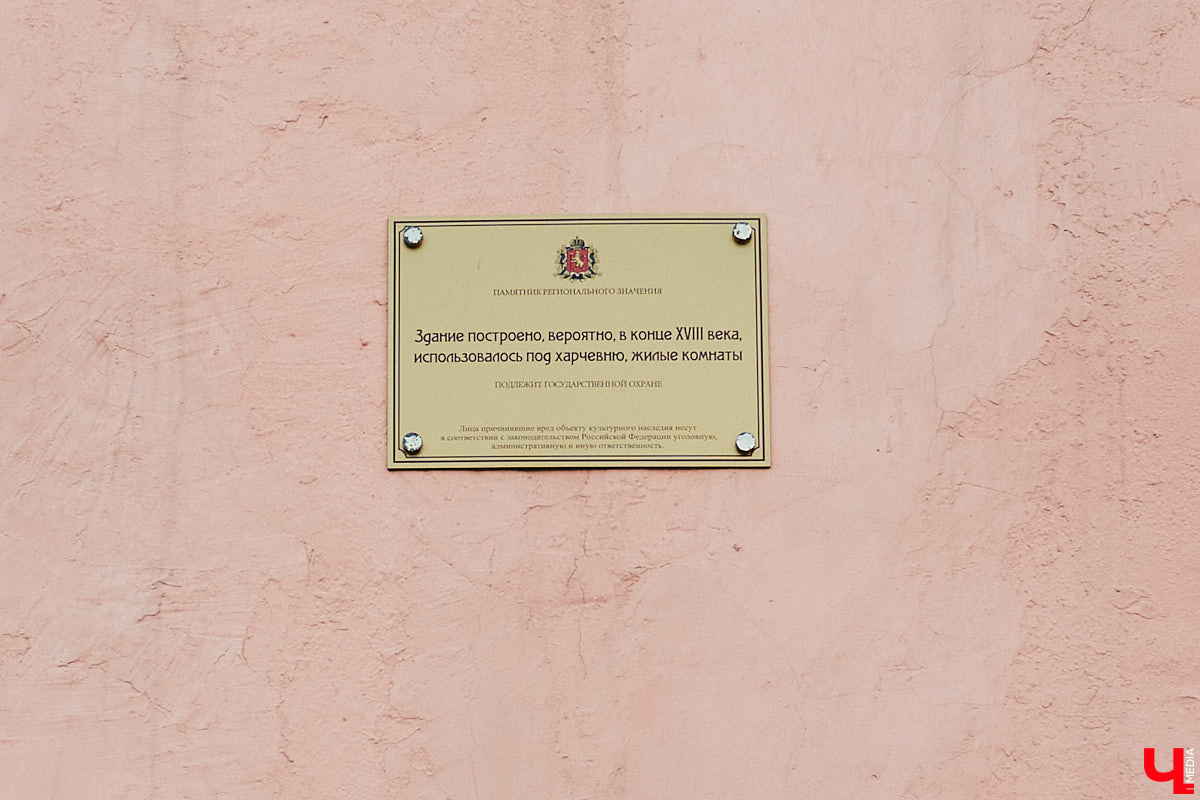 ПАМЯТНИК РЕГИОНАЛЬНОГО ЗНАЧЕНИЯ
Здание построено, вероятно, в конце XVIII века,
использовалось под харчевню, жилые комнаты
ПОДЛЕЖИТ ГОСУДАРСТВЕННОЙ ОХРАНЕ
Лица причинившие вред объекту культурного наследия несут
в соответствии с законодательством Российской Федерации уголовную,
административную и иную ответственность.
Ч MEDIA